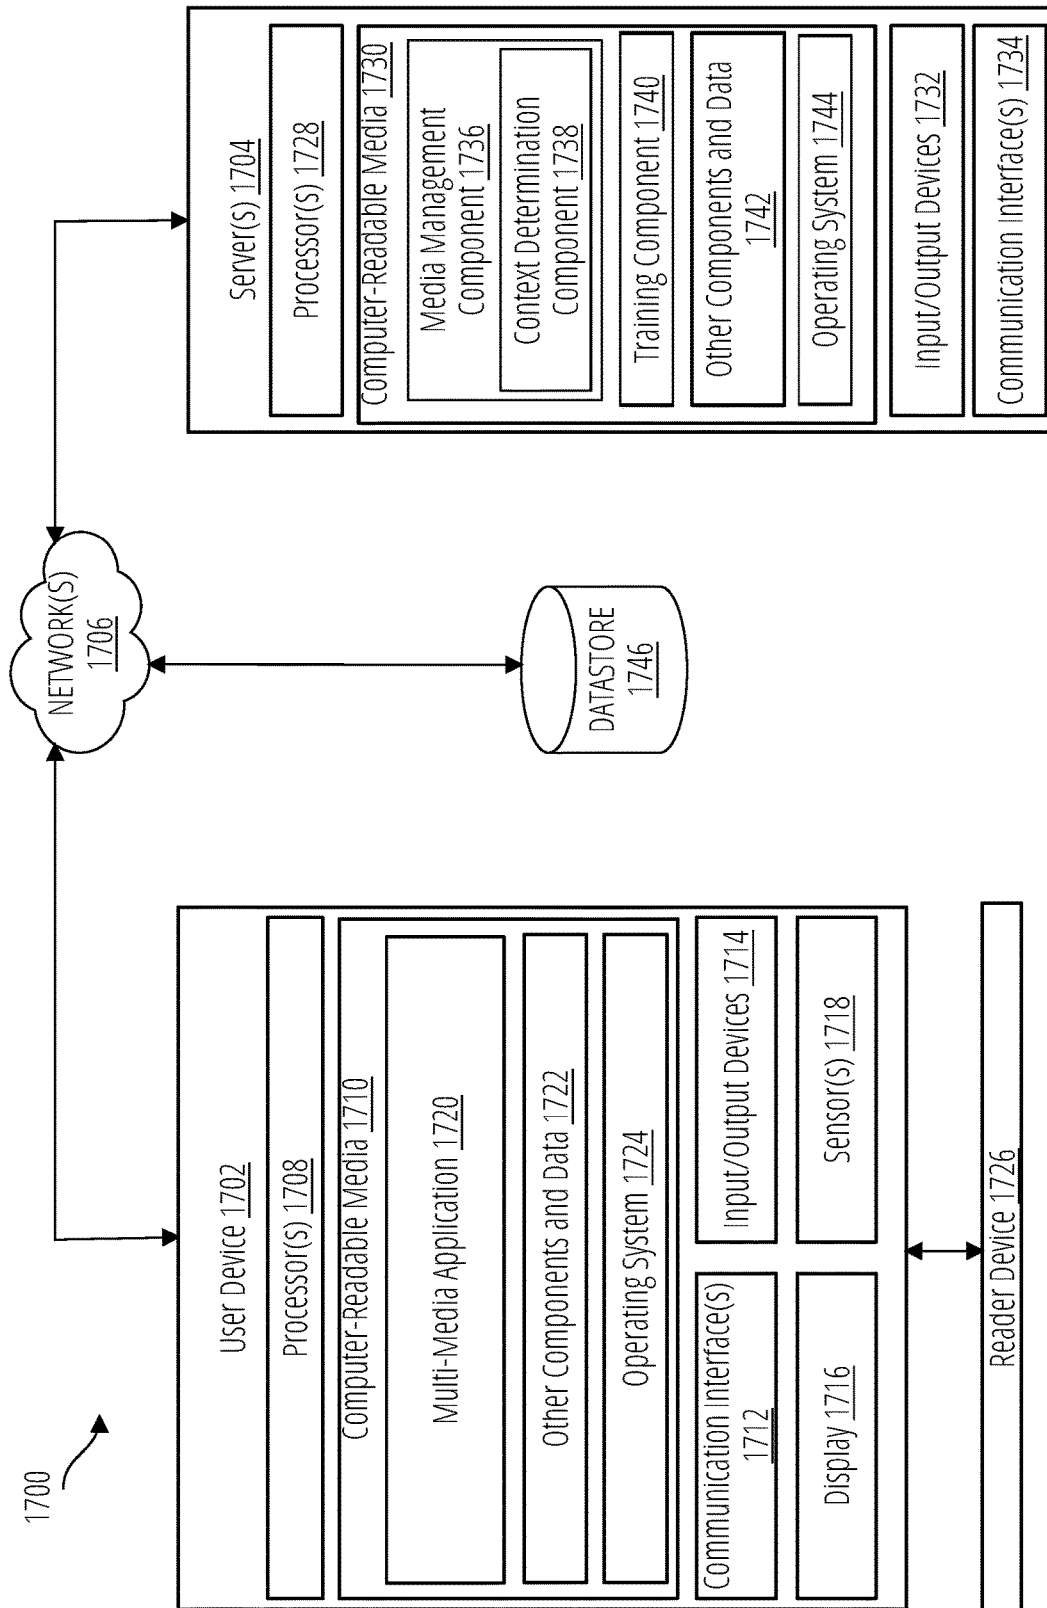 1700
NETWORK(S)
1706
User Device 1702
Processor(s) 1708
Computer-Readable Media 1710
Multi-Media Application 1720
Other Components and Data 1722
Operating System 1724
Communication Interface(s)
1712
Input/Output Devices 1714
Display 1716
Sensor(s) 1718
Reader Device 1726
DATASTORE
1746
Server(s) 1704
Processor(s) 1728
Computer-Readable Media 1730
Media Management
Component 1736
Context Determination
Component 1738
Training Component 1740
Other Components and Data
1742
Operating System 1744
Input/Output Devices 1732
Communication Interface(s) 1734